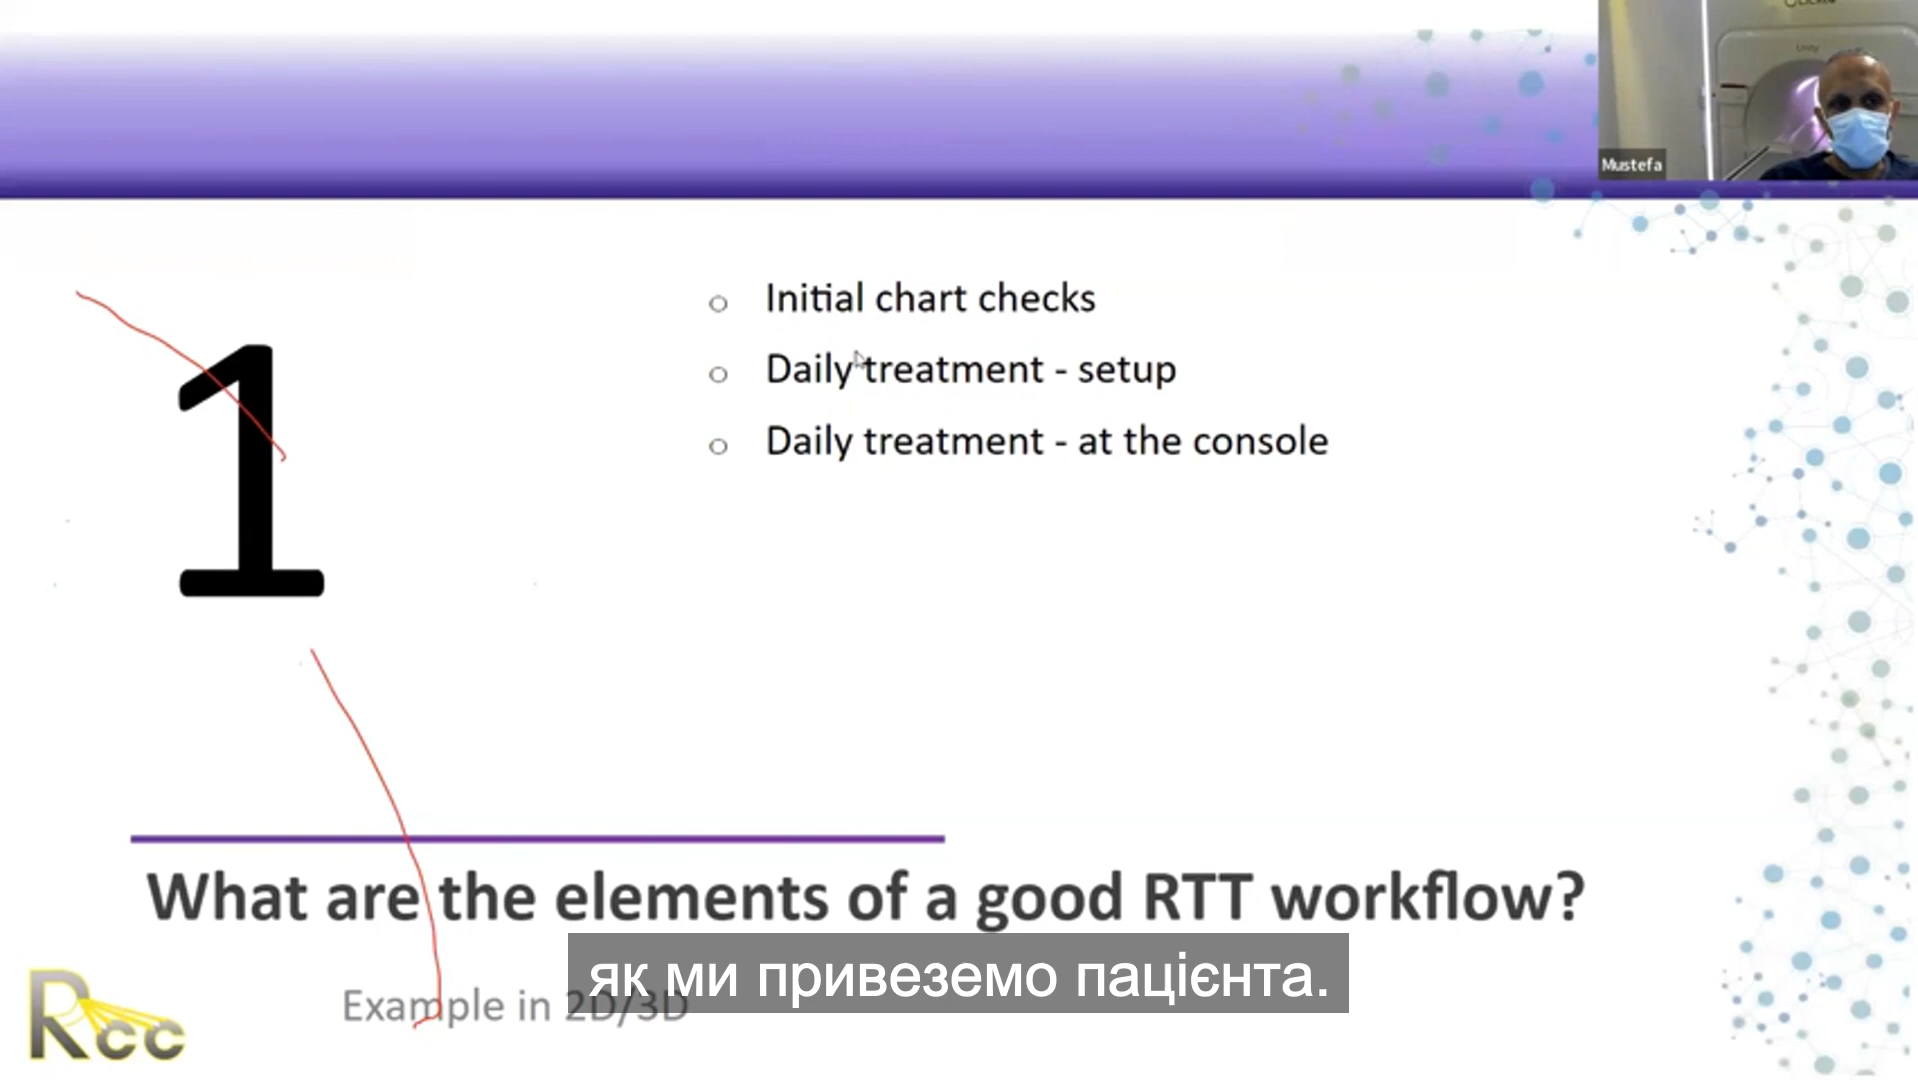 Unity
Mustefa
1
Initial chart checks
Daily treatment - setup
Daily treatment - at the console
What are the elements of a good RTT workflow?
як ми привеземо пацієнта.
Example in 2D/3D
Rcc